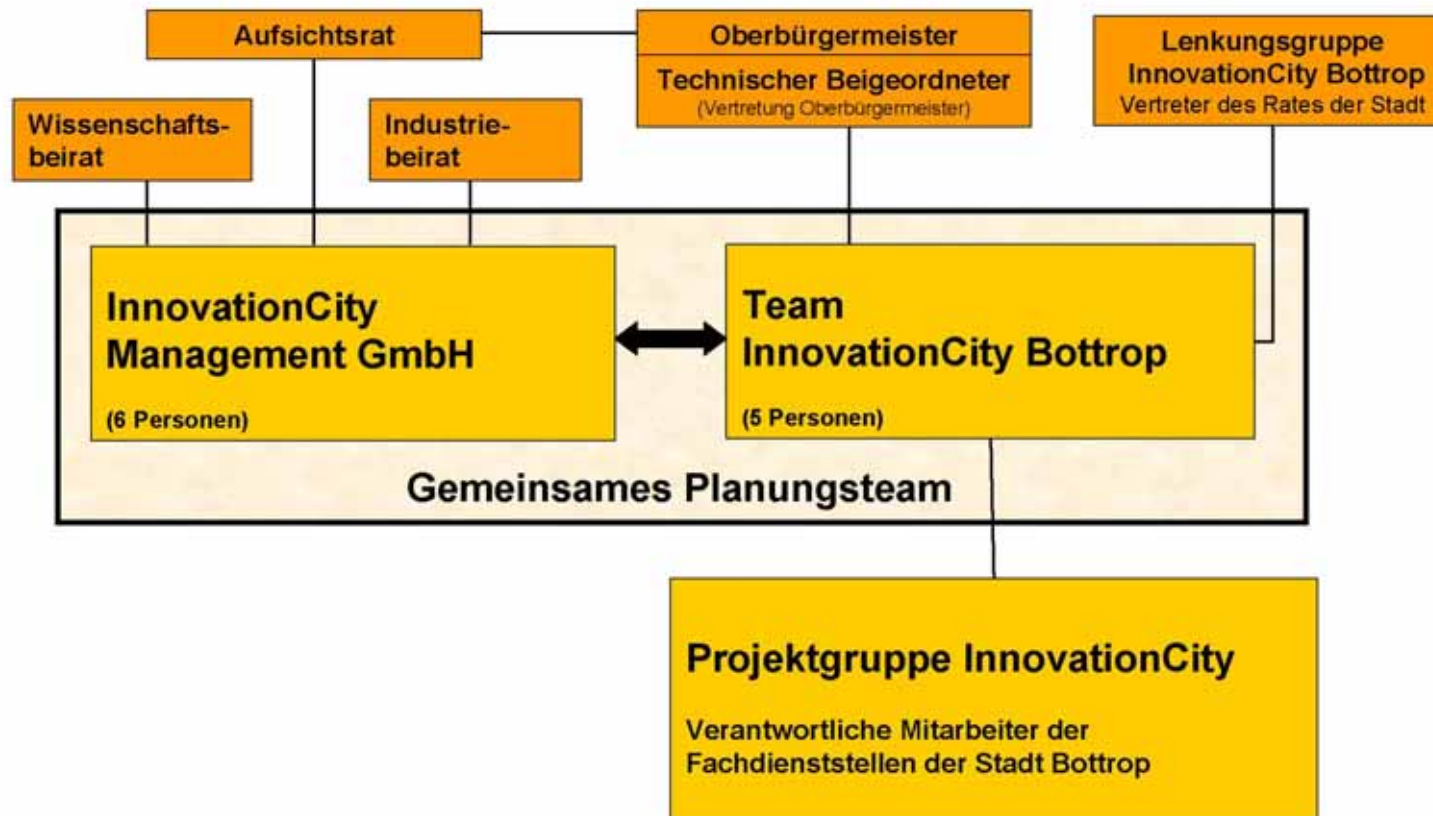 Aufsichtsrat
Oberbürgermeister
Technischer Beigeordneter
(Vertretung Oberbürgermeister)
Lenkungsgruppe
InnovationCity Bottrop
Vertreter des Rates der Stadt
Wissenschafts-
beirat
Industrie-
beirat
InnovationCity
Management GmbH
(6 Personen)
Team
InnovationCity Bottrop
(5 Personen)
Gemeinsames Planungsteam
Projektgruppe InnovationCity
Verantwortliche Mitarbeiter der
Fachdienststellen der Stadt Bottrop